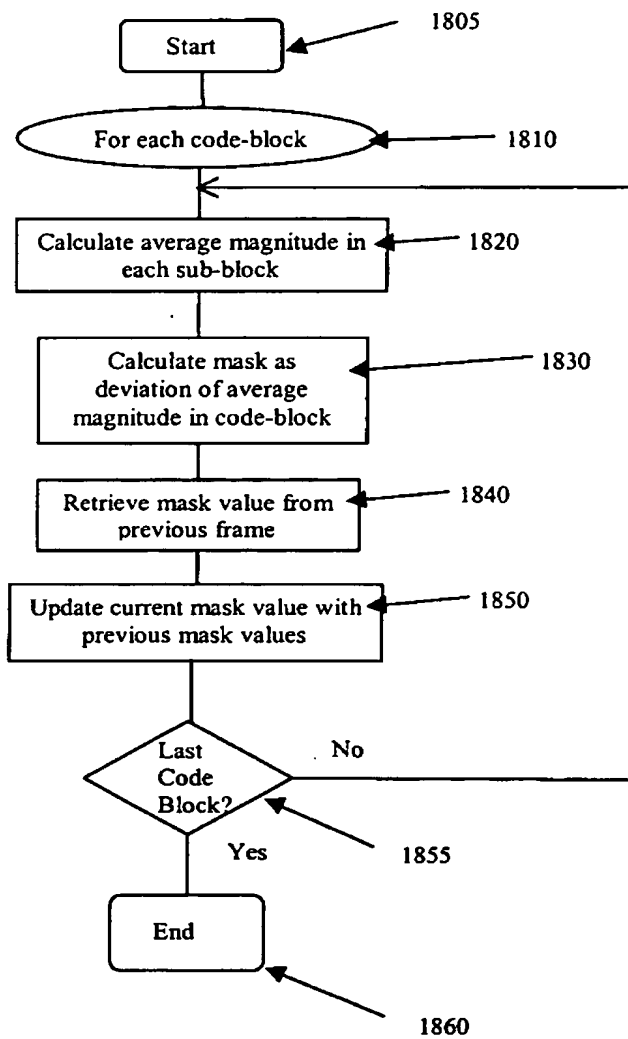 1805
Start
For each code-block
1810
Calculate average magnitude in
each sub-block
1820
Calculate mask as
deviation of average
magnitude in code-block
1830
Retrieve mask value from
previous frame
1840
Update current mask value with
previous mask values
1850
Last
Code
Block?
No
Yes
1855
End
1860